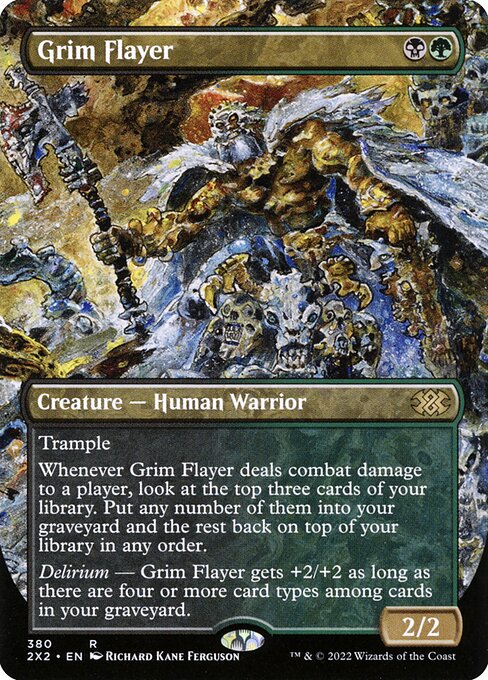 Grim Flayer
Creature — Human Warrior
Trample
Whenever Grim Flayer deals combat damage
to a player, look at the top three cards of your
library. Put any number of them into your
graveyard and the rest back on top of your
library in any order.
Delirium — Grim Flayer gets +2/+2 as long as
there are four or more card types among cards
in your graveyard.
2/2
380 R
2X2 • EN Richard Kane Ferguson
™ & © 2022 Wizards of the Coast